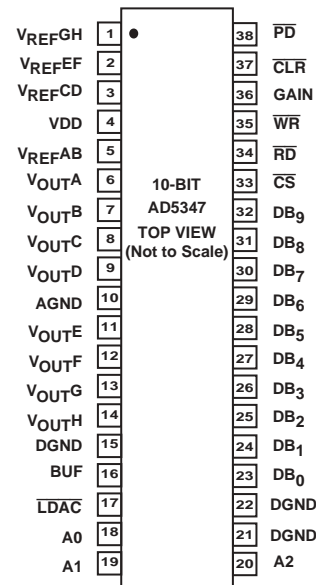 VREFGH 1 38 PD
VREFEF 2 37 CLR
VREFCD 3 36 GAIN
VDD 4 35 WR
VREFAB 5 34 RD
VOUTA 6 33 CS
VOUTB 7 32 DB9
VOUTC 8 31 DB8
VOUTD 9 30 DB7
AGND 10 29 DB6
VOUTE 11 28 DB5
VOUTF 12 27 DB4
VOUTG 13 26 DB3
VOUTH 14 25 DB2
DGND 15 24 DB1
BUF 16 23 DB0
LDAC 17 22 DGND
A0 18 21 DGND
A1 19 20 A2
10-BIT
AD5347
TOP VIEW
(Not to Scale)